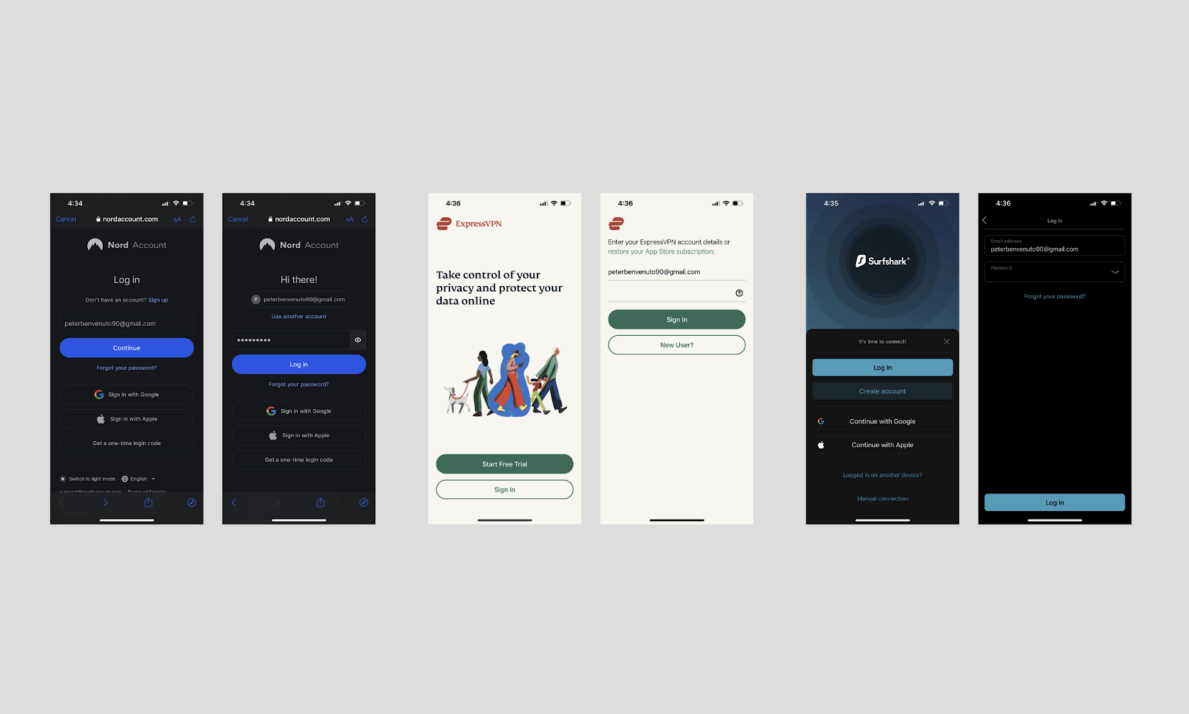 4:34
Cancel
nordaccount.com
AA
Nord Account
Log in
Don't have an account? Sign up
peterbenvenuto90@gmail.com
Continue
Forgot your password?
Sign in with Google
Sign in with Apple
Get a one-time login code
Switch to light mode
English
4:34
Cancel
nordaccount.com
AA
Nord Account
Hi there!
P
peterbenvenuto90@gmail.com
Use another account
Log in
Forgot your password?
Sign in with Google
Sign in with Apple
Get a one-time login code
4:36
ExpressVPN
Take control of your
privacy and protect your
data online
Start Free Trial
Sign In
4:36
Enter your ExpressVPN account details or
restore your App Store subscription:
peterbenvenuto90@gmail.com
Sign In
New User?
4:35
Surfshark®
It's time to connect!
Log in
Create account
Continue with Google
Continue with Apple
Logged in on another device?
Manual connection
4:36
Log in
Email address
peterbenvenuto90@gmail.com
Password
Forgot your password?
Log in